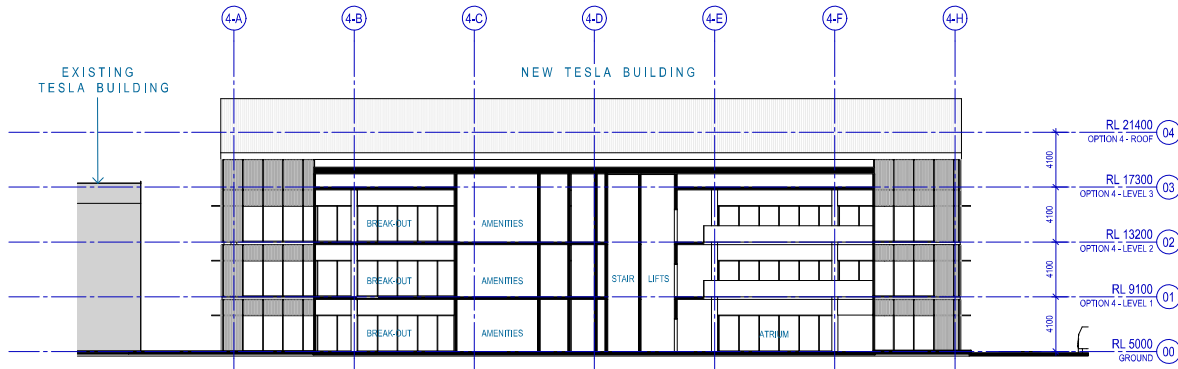 4-A
4-B
4-C
4-D
4-E
4-F
4-H
EXISTING
TESLA BUILDING
NEW TESLA BUILDING
RL 21400
OPTION 4 - ROOF
04
4100
RL 17300
OPTION 4 - LEVEL 3
03
4100
BREAK-OUT
AMENITIES
RL 13200
OPTION 4 - LEVEL 2
02
4100
BREAK-OUT
AMENITIES
STAIR
LIFTS
RL 9100
OPTION 4 - LEVEL 1
01
4100
BREAK-OUT
AMENITIES
ATRIUM
RL 5000
GROUND
00